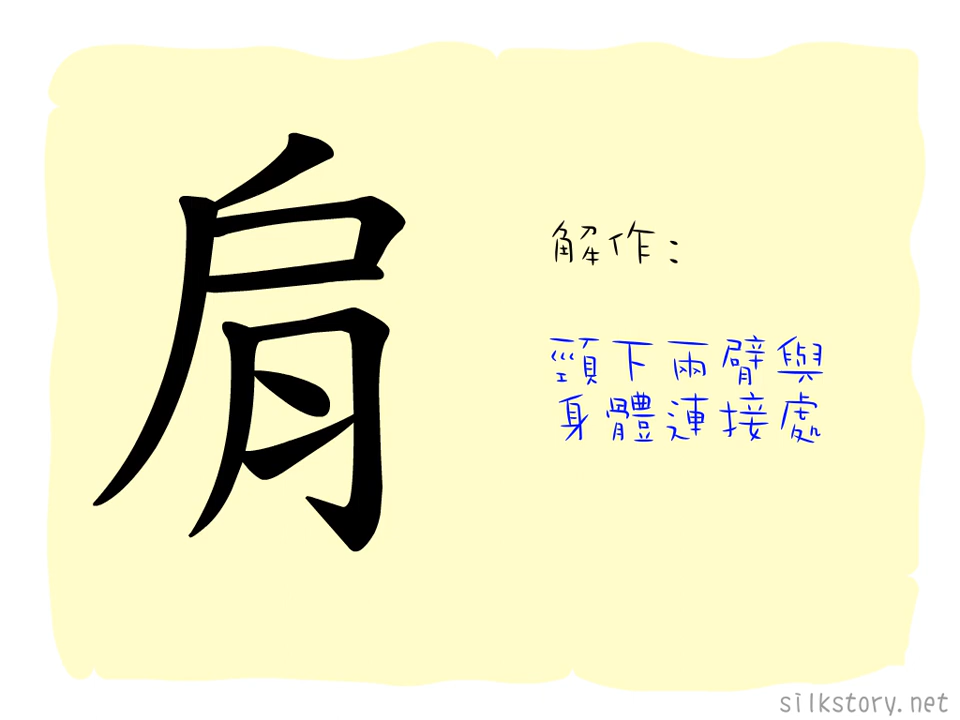 肩
解作：
頸下兩臂與
身體連接處
silkstory.net